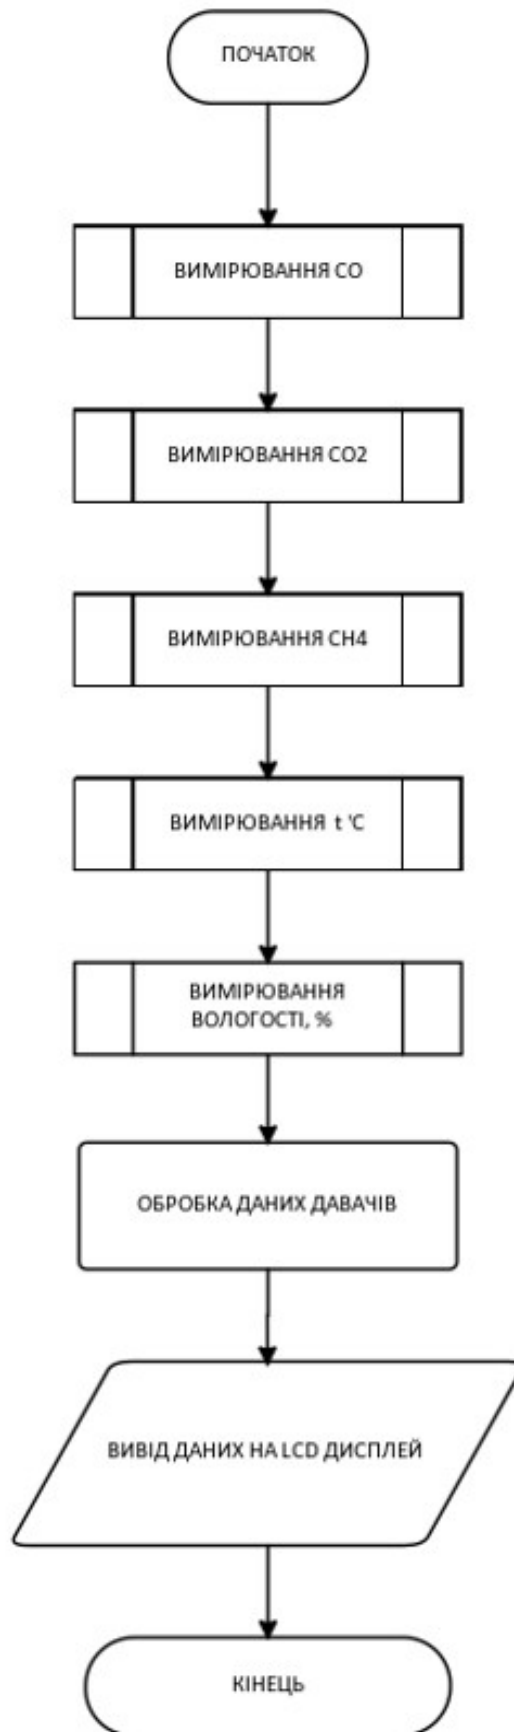 ПОЧАТОК
ВИМІРЮВАННЯ CO
ВИМІРЮВАННЯ CO2
ВИМІРЮВАННЯ CH4
ВИМІРЮВАННЯ t 'C
ВИМІРЮВАННЯ
ВОЛОГОСТІ, %
ОБРОБКА ДАНИХ ДАВАЧІВ
ВИВІД ДАНИХ НА LCD ДИСПЛЕЙ
КІНЕЦЬ